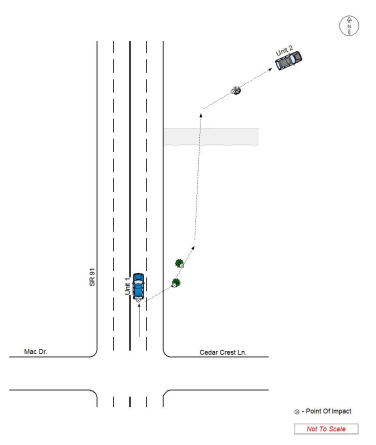 N
Unit 2
SR 91
Unit 1
Mac Dr.
Cedar Crest Ln.
- Point Of Impact
Not To Scale